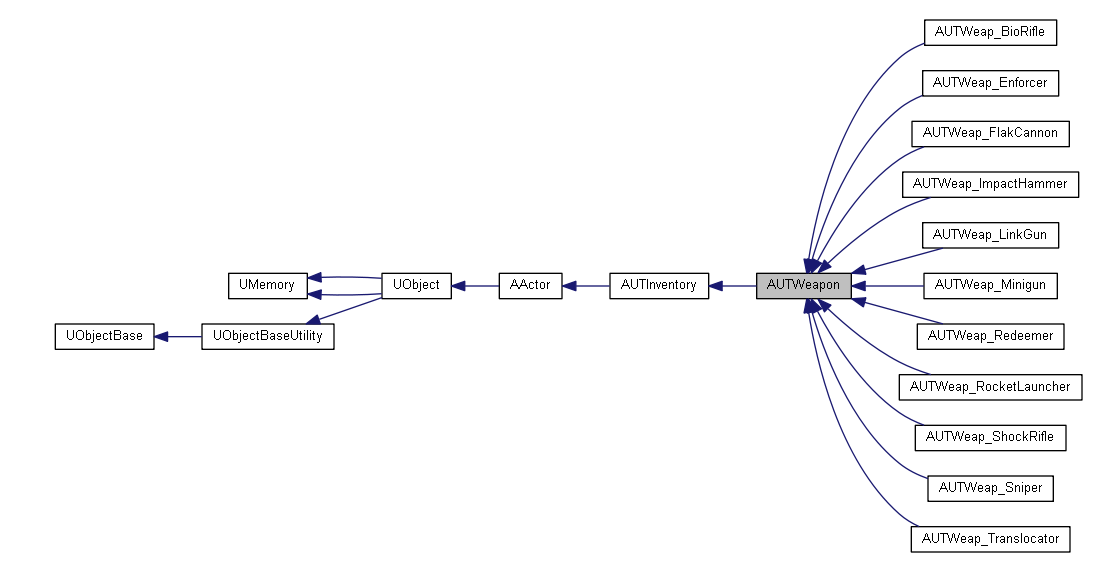 AUTWeap_BioRifle
AUTWeap_Enforcer
AUTWeap_FlakCannon
AUTWeap_ImpactHammer
AUTWeap_LinkGun
UMemory
UObject
AActor
AUTInventory
AUTWeapon
AUTWeap_Minigun
UObjectBase
UObjectBaseUtility
AUTWeap_Redeemer
AUTWeap_RocketLauncher
AUTWeap_ShockRifle
AUTWeap_Sniper
AUTWeap_Translocator